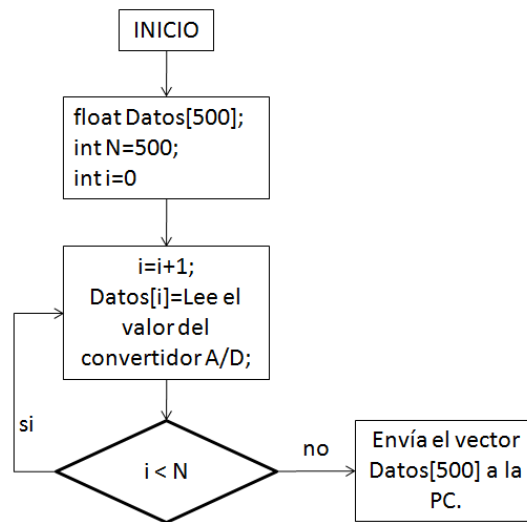 INICIO
float Datos[500];
int N=500;
int i=0
i=i+1;
Datos[i]=Lee el
valor del
convertidor A/D;
si
i < N
no
Envía el vector
Datos[500] a la
PC.